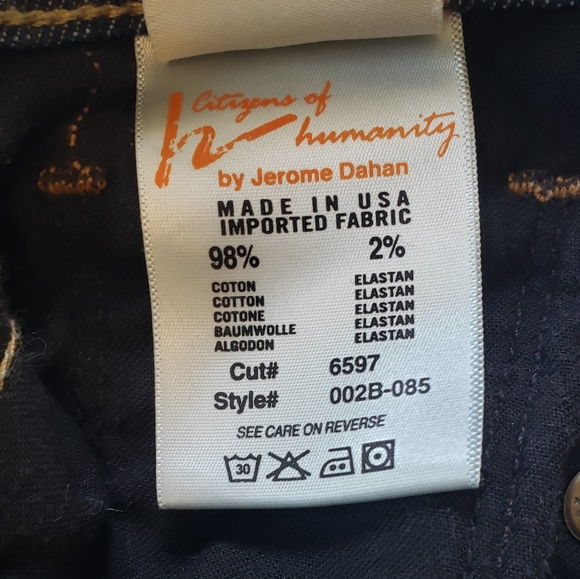 Citizens of
humanity
by Jerome Dahan
MADE IN USA
IMPORTED FABRIC
98% 2%
COTON ELASTAN
COTTON ELASTAN
COTONE ELASTAN
BAUMWOLLE ELASTAN
ALGODON ELASTAN
Cut# 6597
Style# 002B-085
SEE CARE ON REVERSE
30